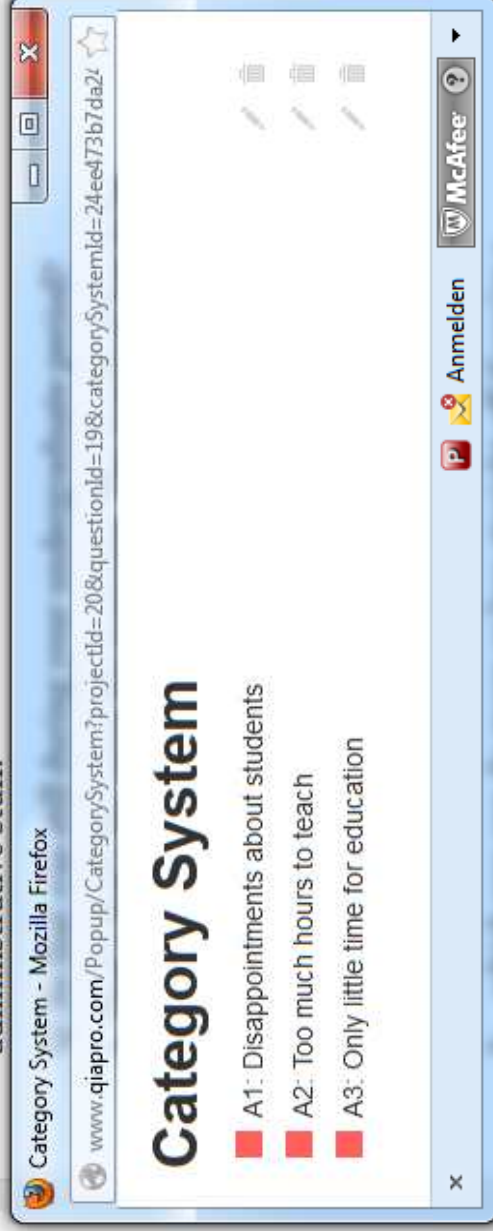 Category System - Mozilla Firefox
www.qiapro.com/Popup/CategorySystem?projectId=20&questionId=19&categorySystemId=24ee473b7da2
Category System
A1: Disappointments about students
A2: Too much hours to teach
A3: Only little time for education
x
P Anmelden McAfee ?